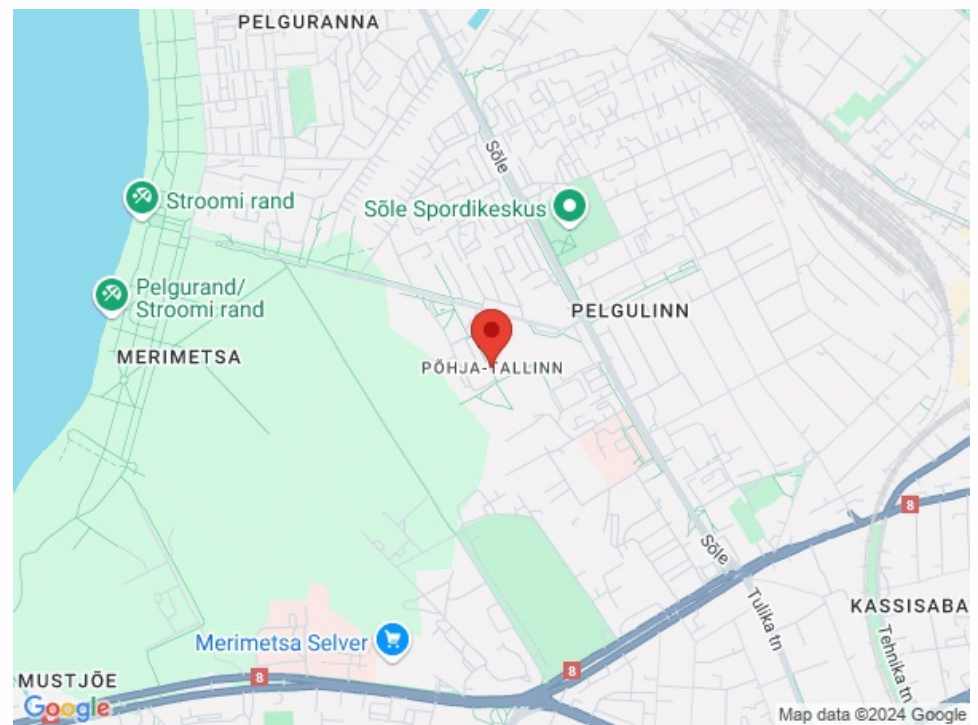 PELGURANNA
Sõle
Stroomi rand
Sõle Spordikeskus
Pelgurand/
Stroomi rand
PELGULINN
MERIMETSA
PÕHJA-TALLINN
8
Sõle
Tulika tn
KASSISABA
Tehnika tn
Merimetsa Selver
8
8
MUSTJÕE
Google
Map data ©2024 Google